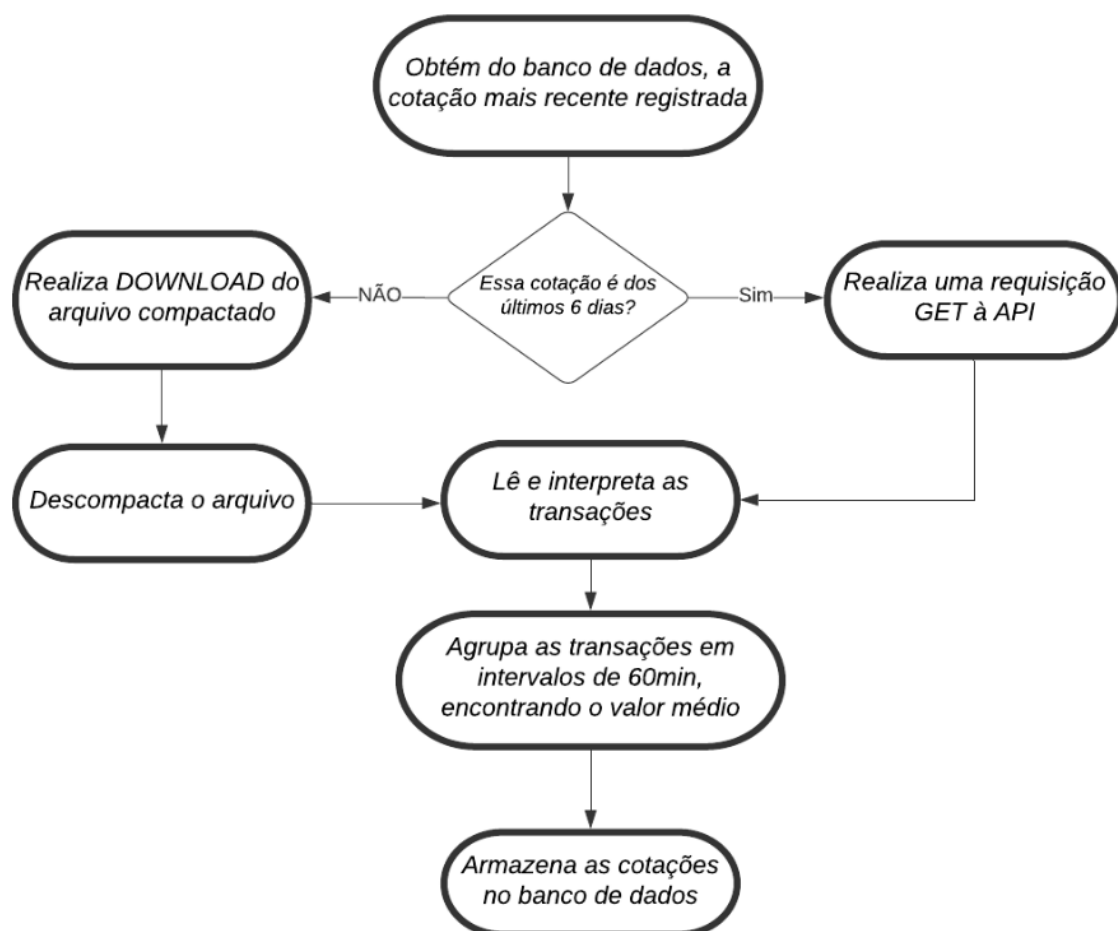 Obtém do banco de dados, a
cotação mais recente registrada
Essa cotação é dos
últimos 6 dias?
NÃO
Sim
Realiza DOWNLOAD do
arquivo compactado
Realiza uma requisição
GET à API
Descompacta o arquivo
Lê e interpreta as
transações
Agrupa as transações em
intervalos de 60min,
encontrando o valor médio
Armazena as cotações
no banco de dados